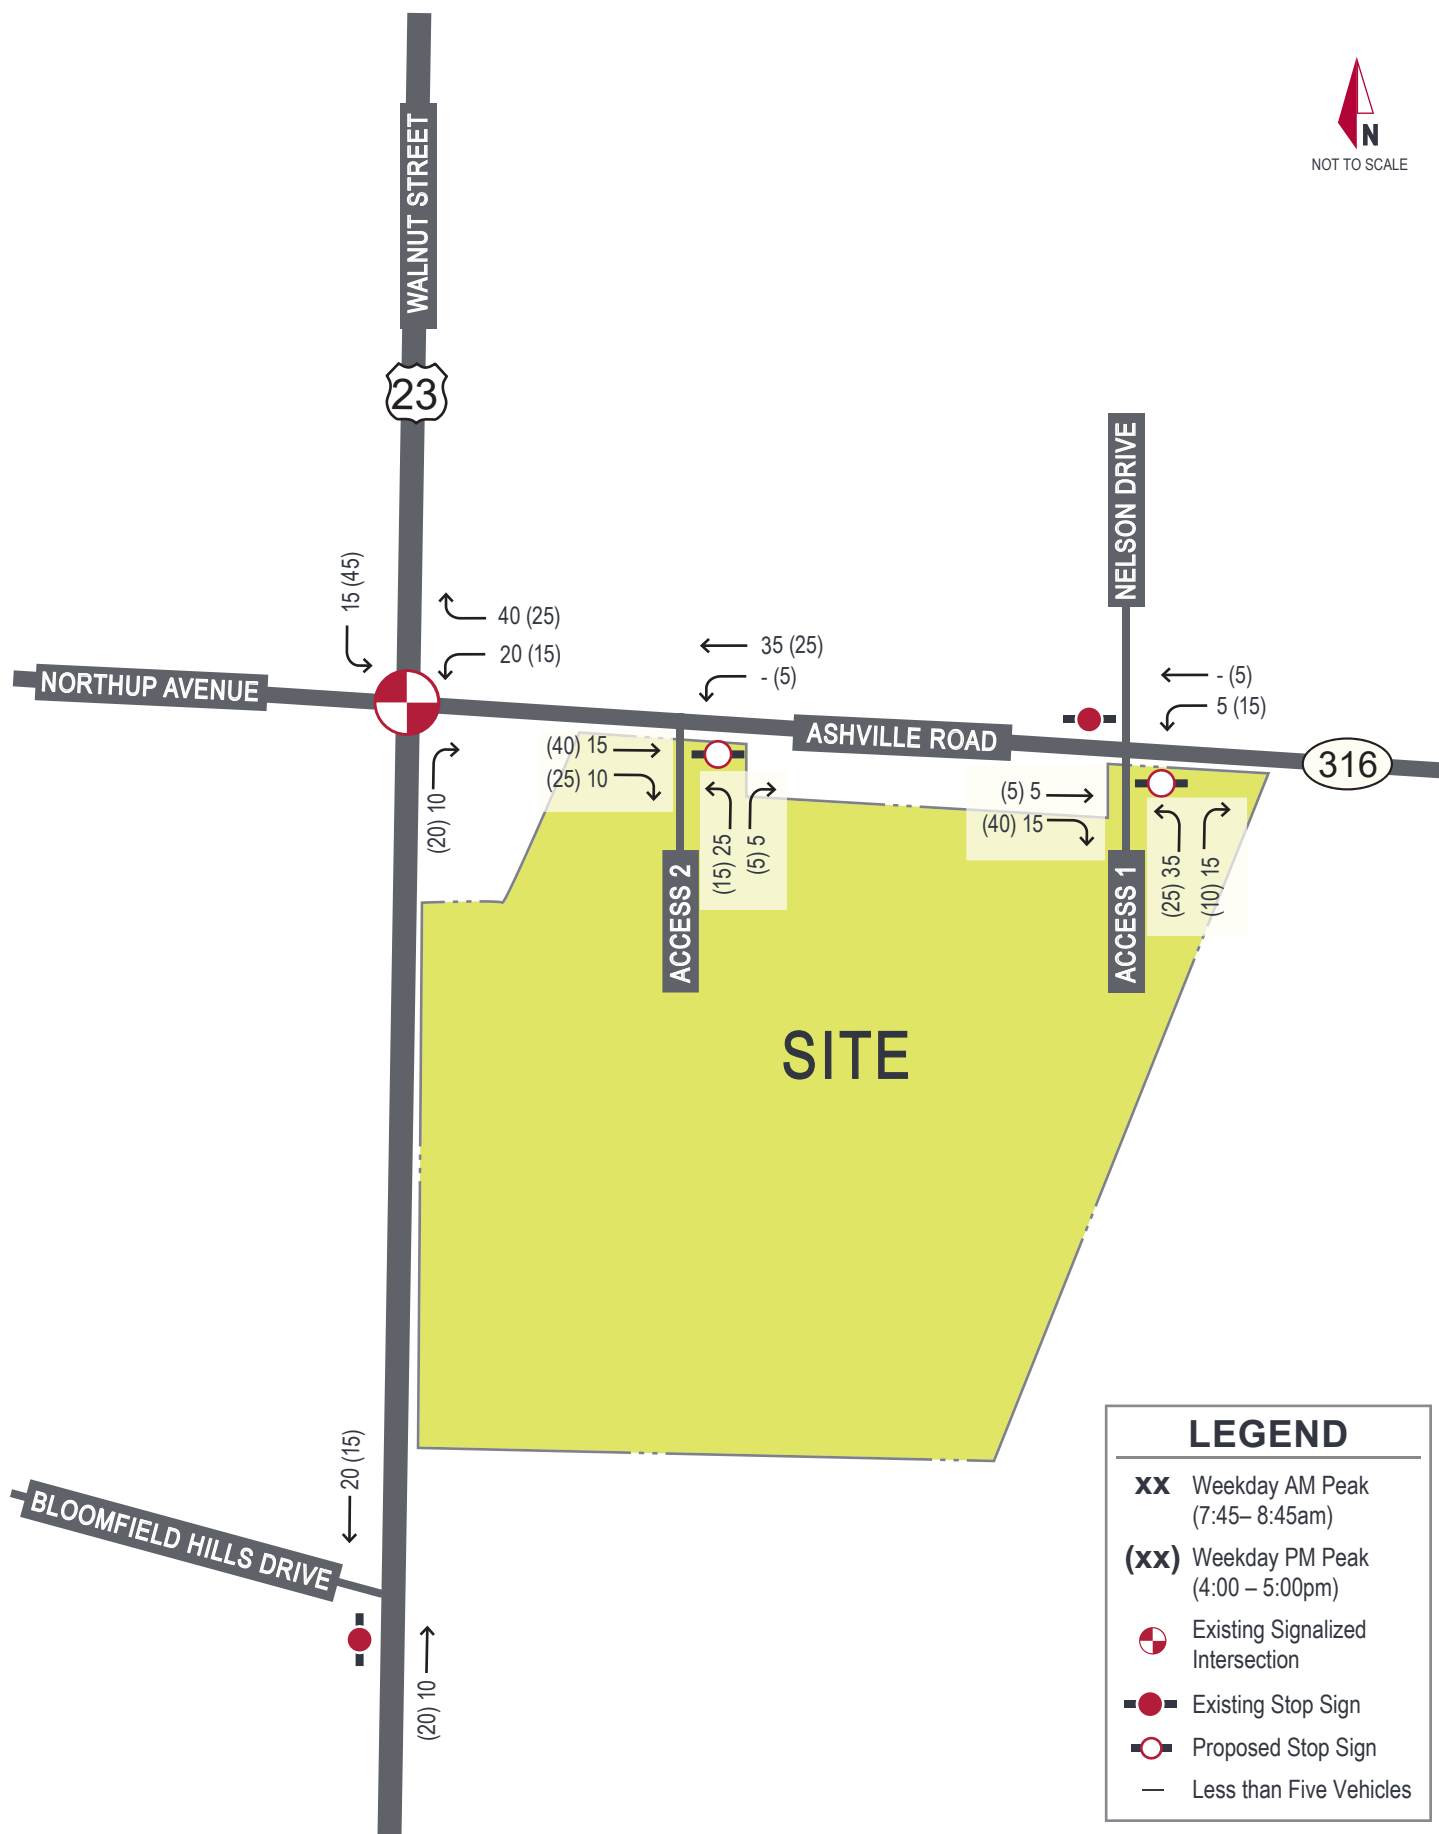 N
NOT TO SCALE
WALNUT STREET
23
NELSON DRIVE
15 (45)
40 (25)
20 (15)
35 (25)
- (5)
- (5)
5 (15)
NORTHUP AVENUE
ASHVILLE ROAD
316
(40) 15
(25) 10
(20) 10
(15) 25
(5) 5
(5) 5
(40) 15
(25) 35
(10) 15
ACCESS 2
ACCESS 1
SITE
20 (15)
BLOOMFIELD HILLS DRIVE
(20) 10
LEGEND
XX Weekday AM Peak
(7:45– 8:45am)
(XX) Weekday PM Peak
(4:00 – 5:00pm)
Existing Signalized
Intersection
Existing Stop Sign
Proposed Stop Sign
— Less than Five Vehicles